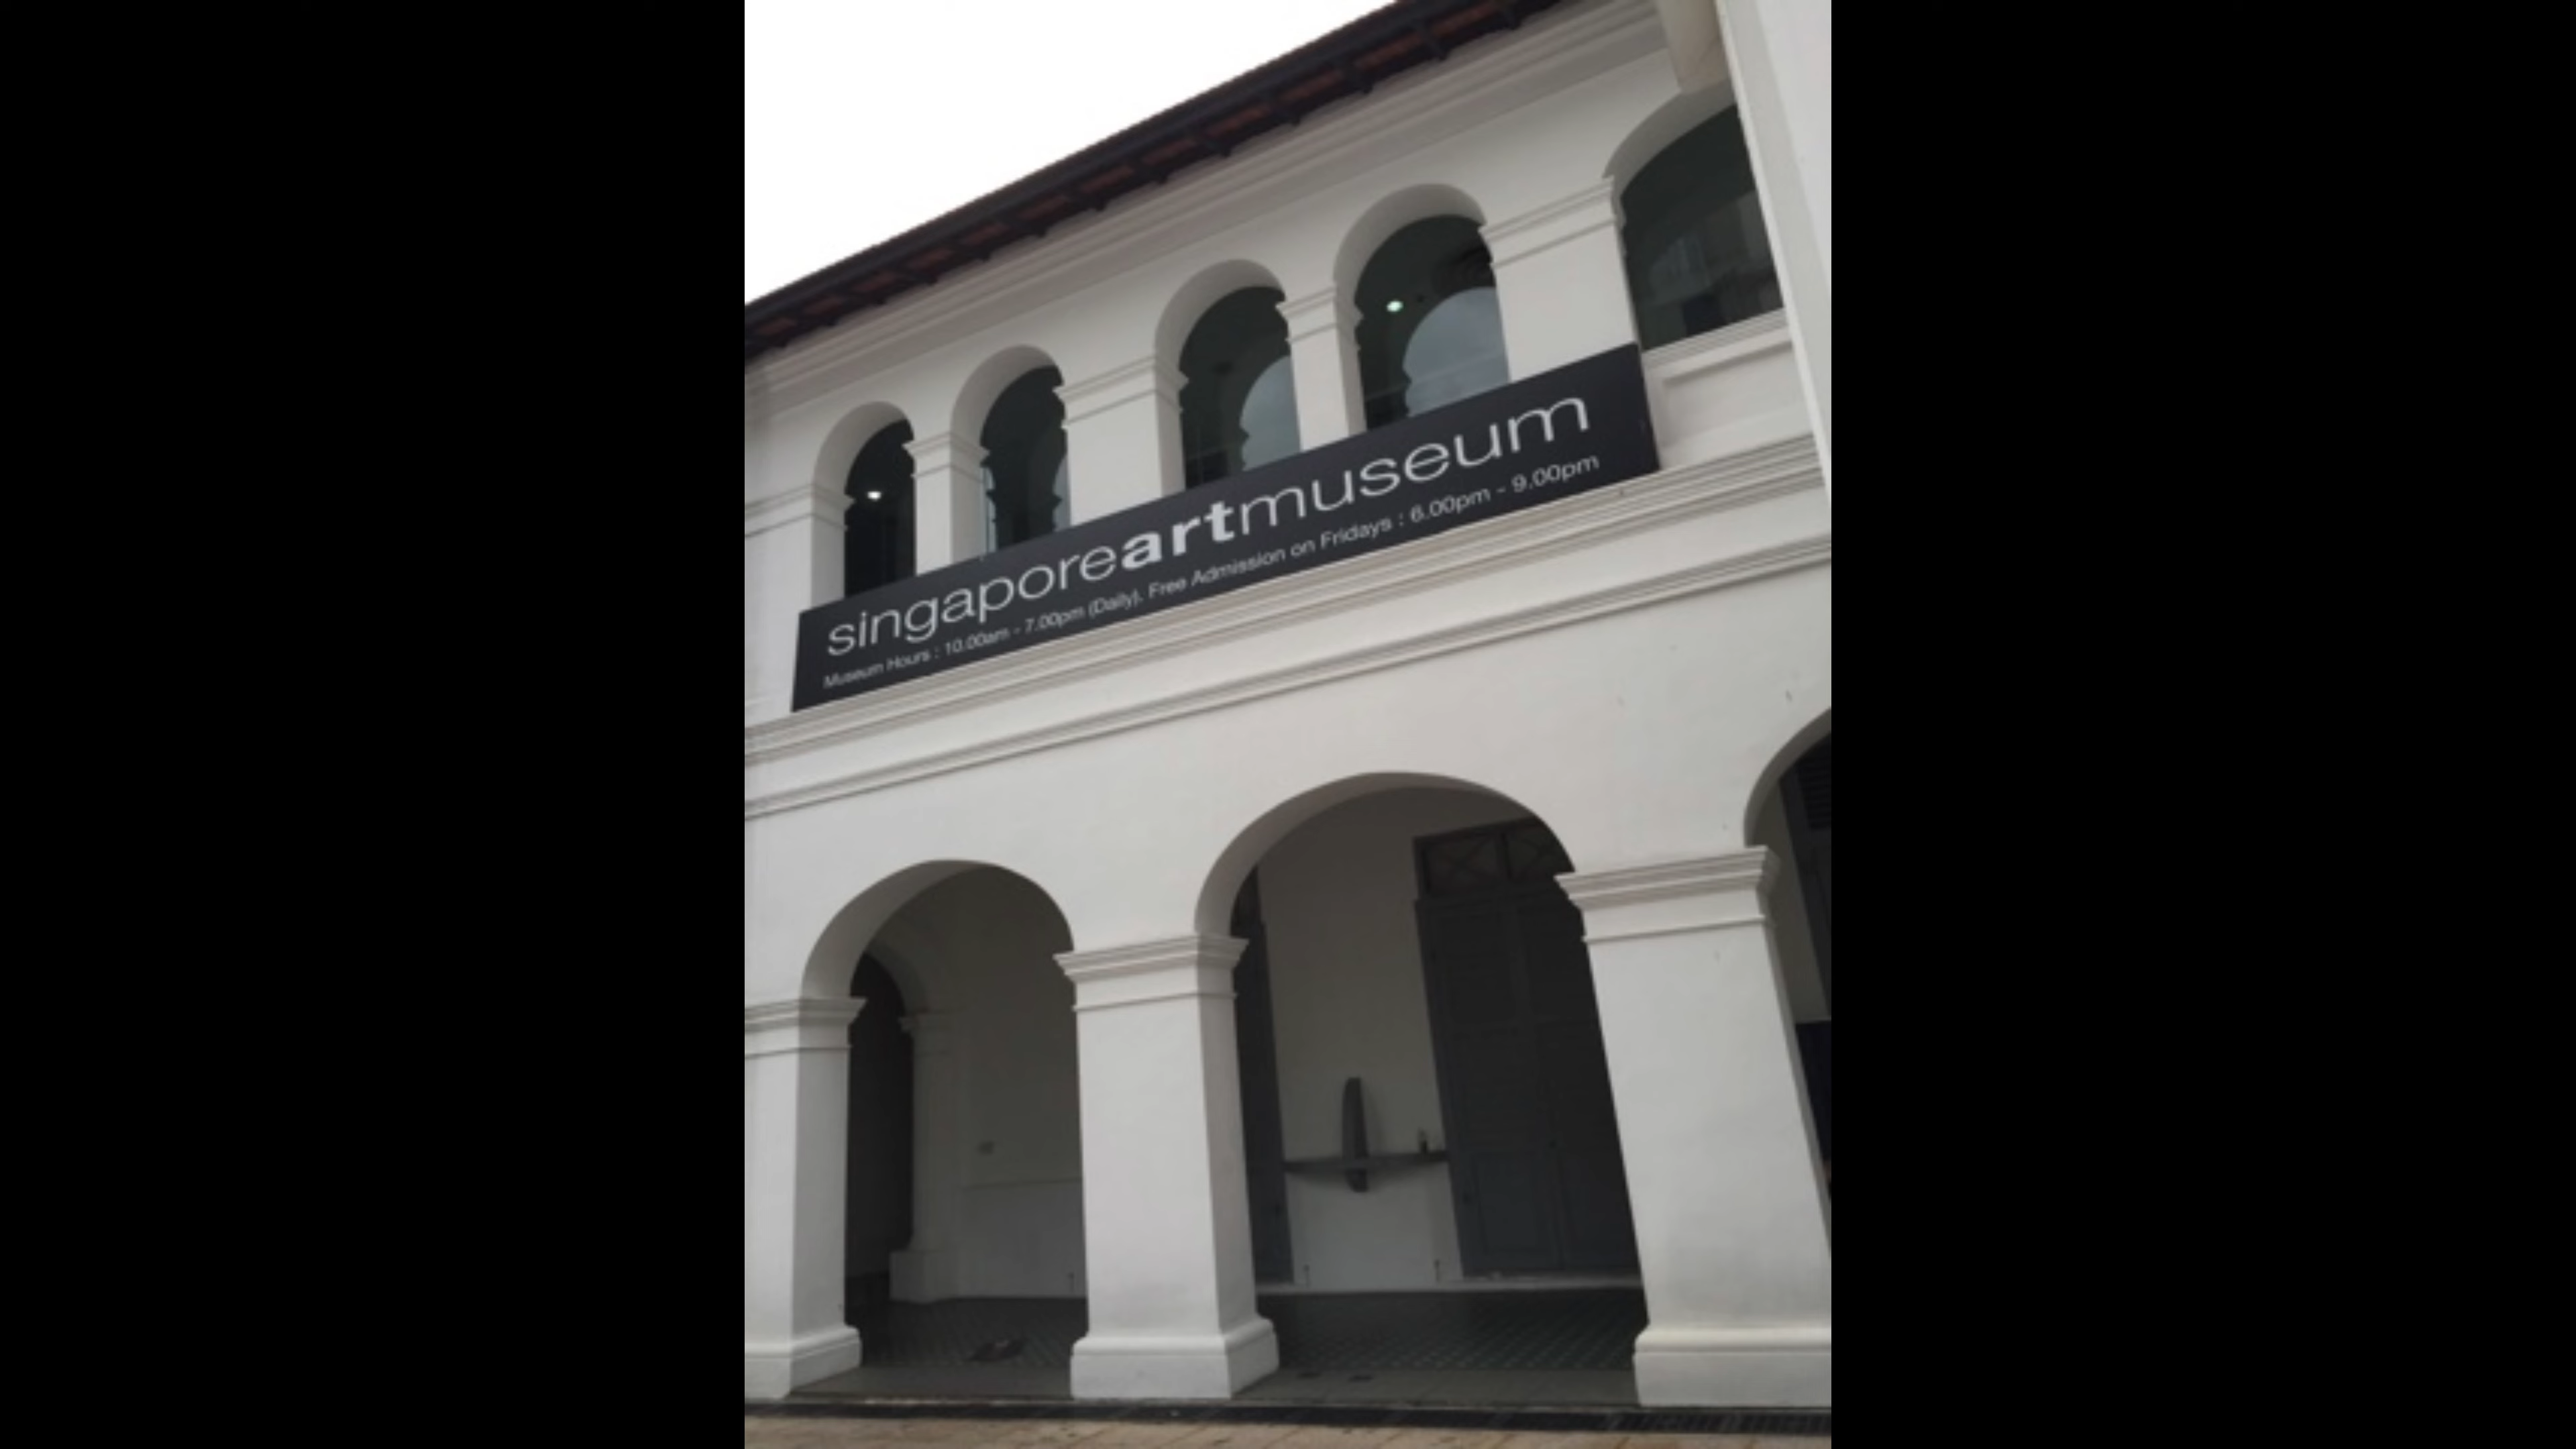 singaporeartmuseum
Museum Hours : 10.00am - 7.00pm (Daily). Free Admission on Fridays : 6.00pm - 9.00pm